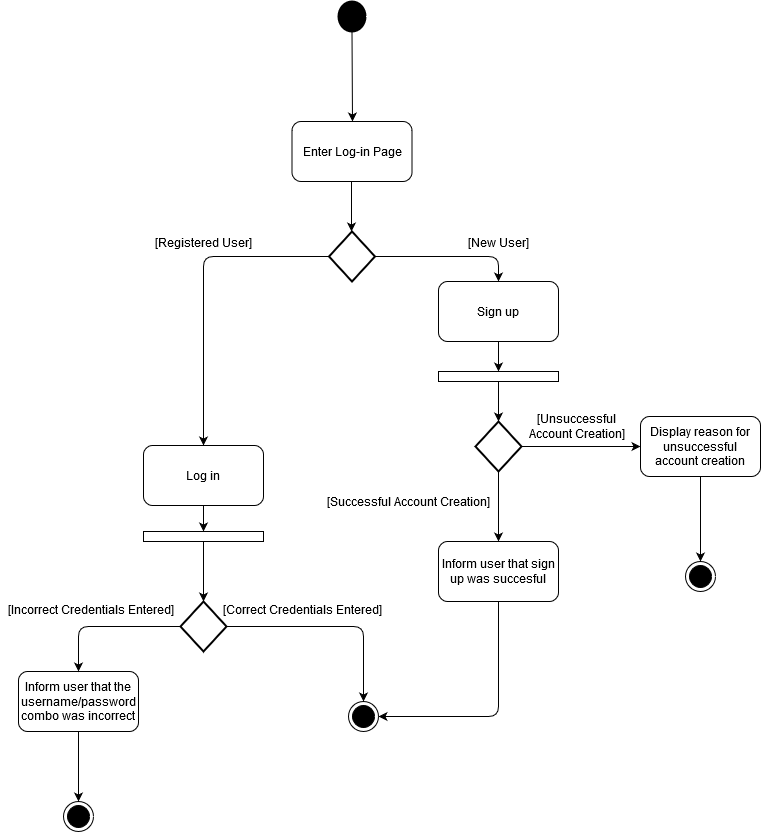 Enter Log-in Page
[Registered User]
[New User]
Sign up
[Unsuccessful
Account Creation]
Display reason for
unsuccessful
account creation
Log in
[Successful Account Creation]
Inform user that sign
up was succesful
[Incorrect Credentials Entered]
[Correct Credentials Entered]
Inform user that the
username/password
combo was incorrect